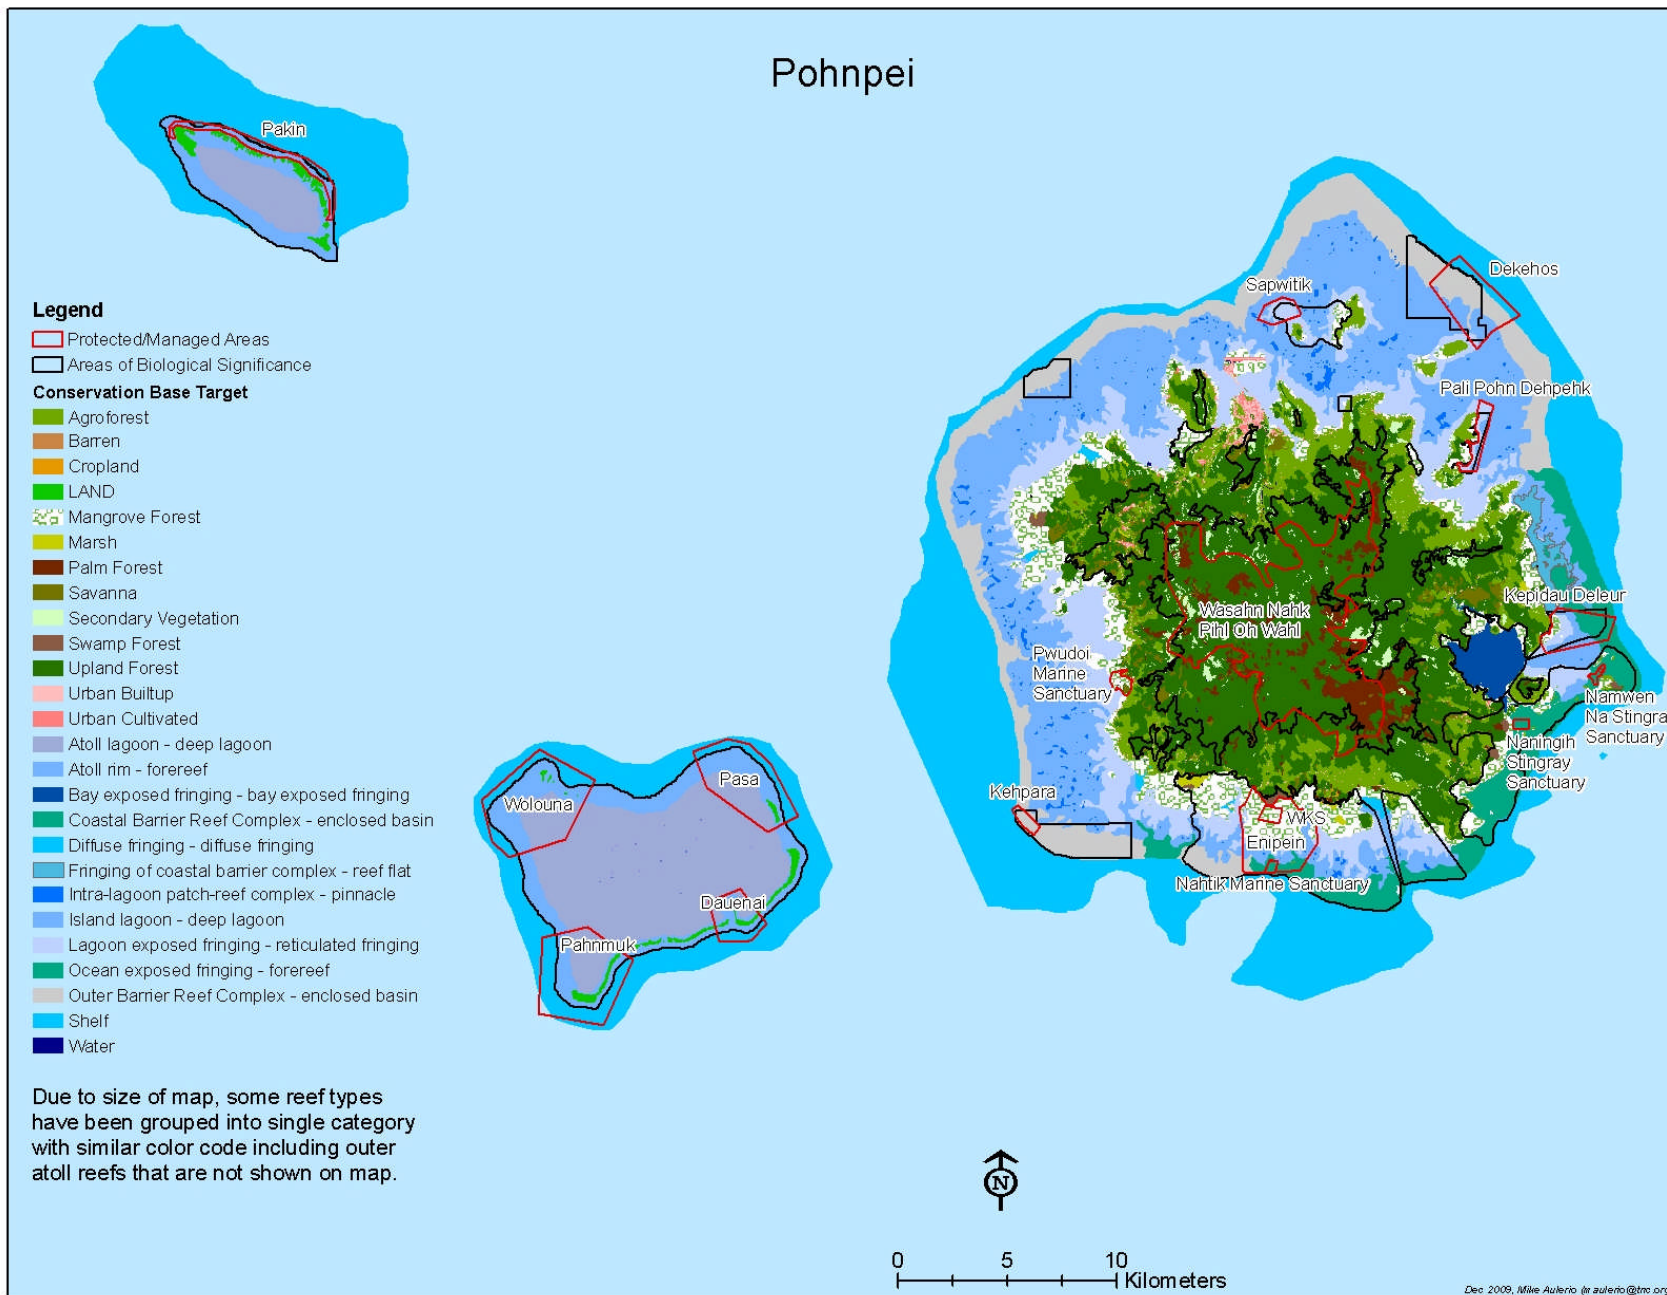 Pohnpei
Pakin
Dekehos
Sapwitik
Pali Pohn Dehpehk
Legend
Protected/Managed Areas
Areas of Biological Significance
Conservation Base Target
Agroforest
Barren
Cropland
LAND
Mangrove Forest
Marsh
Palm Forest
Savanna
Secondary Vegetation
Swamp Forest
Upland Forest
Urban Builtup
Urban Cultivated
Atoll lagoon - deep lagoon
Atoll rim - forereef
Bay exposed fringing - bay exposed fringing
Coastal Barrier Reef Complex - enclosed basin
Diffuse fringing - diffuse fringing
Fringing of coastal barrier complex - reef flat
Intra-lagoon patch-reef complex - pinnacle
Island lagoon - deep lagoon
Lagoon exposed fringing - reticulated fringing
Ocean exposed fringing - forereef
Outer Barrier Reef Complex - enclosed basin
Shelf
Water
Due to size of map, some reef types
have been grouped into single category
with similar color code including outer
atoll reefs that are not shown on map.
Kepidau Deleur
Wasahn Nahk
Pihl Oh Wahl
Pwudoi
Marine
Sanctuary
Namwen
Na Stingra
Sanctuary
Naningih
Stingray
Sanctuary
Kehpara
WKS
Enipein
Nahtik Marine Sanctuary
Wolouna
Pasa
Dauenai
Pahnmuk
N
0 5 10
Kilometers
Dec 2009, Mike Aulerio (maulerio@tnc.org